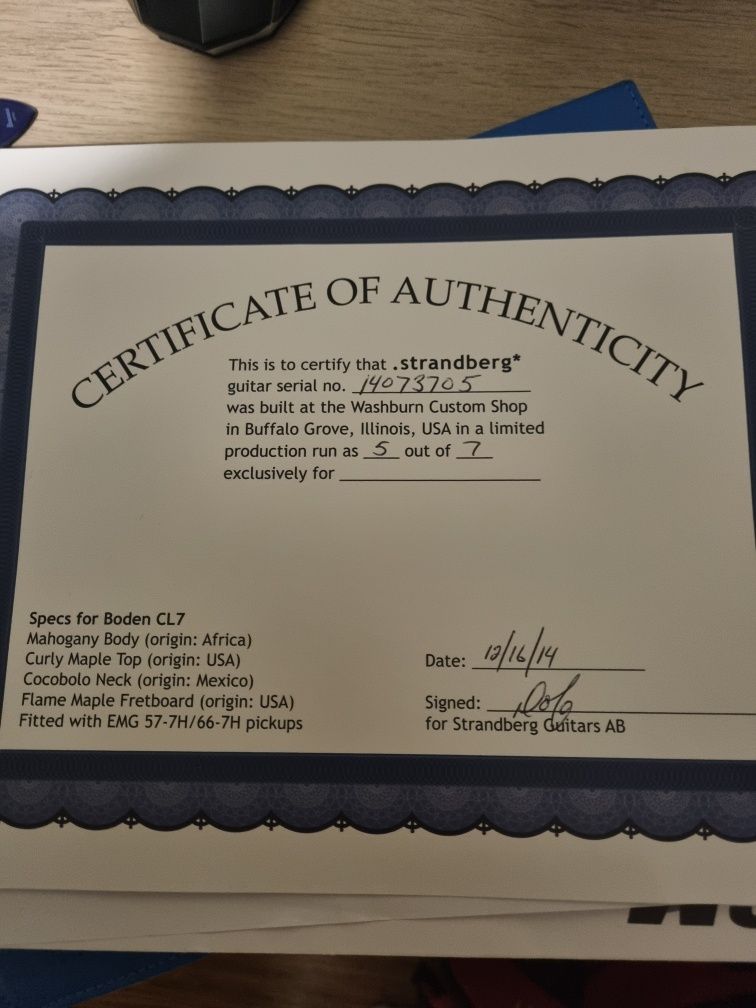 CERTIFICATE OF AUTHENTICITY
This is to certify that .strandberg*
guitar serial no. 14073705
was built at the Washburn Custom Shop
in Buffalo Grove, Illinois, USA in a limited
production run as 5 out of 7
exclusively for
Specs for Boden CL7
Mahogany Body (origin: Africa)
Curly Maple Top (origin: USA)
Cocobolo Neck (origin: Mexico)
Flame Maple Fretboard (origin: USA)
Fitted with EMG 57-7H/66-7H pickups
Date: 12/16/14
Signed:
for Strandberg Guitars AB